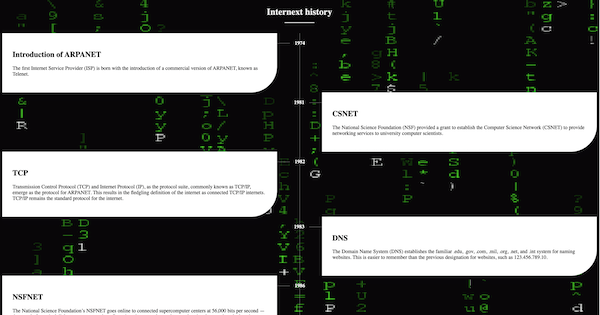 Internext history
1974
Introduction of ARPANET
The first Internet Service Provider (ISP) is born with the introduction of a commercial version of ARPANET, known as
Telenet.
1981
CSNET
The National Science Foundation (NSF) provided a grant to establish the Computer Science Network (CSNET) to provide
networking services to university computer scientists.
1982
TCP
Transmission Control Protocol (TCP) and Internet Protocol (IP), as the protocol suite, commonly known as TCP/IP,
emerge as the protocol for ARPANET. This results in the fledgling definition of the internet as connected TCP/IP internets.
TCP/IP remains the standard protocol for the internet.
1983
DNS
The Domain Name System (DNS) establishes the familiar .edu, .gov, .com, .mil, .org, .net, and .int system for naming
websites. This is easier to remember than the previous designation for websites, such as 123.456.789.10.
1986
NSFNET
The National Science Foundation's NSFNET goes online to connected supercomputer centers at 56,000 bits per second —